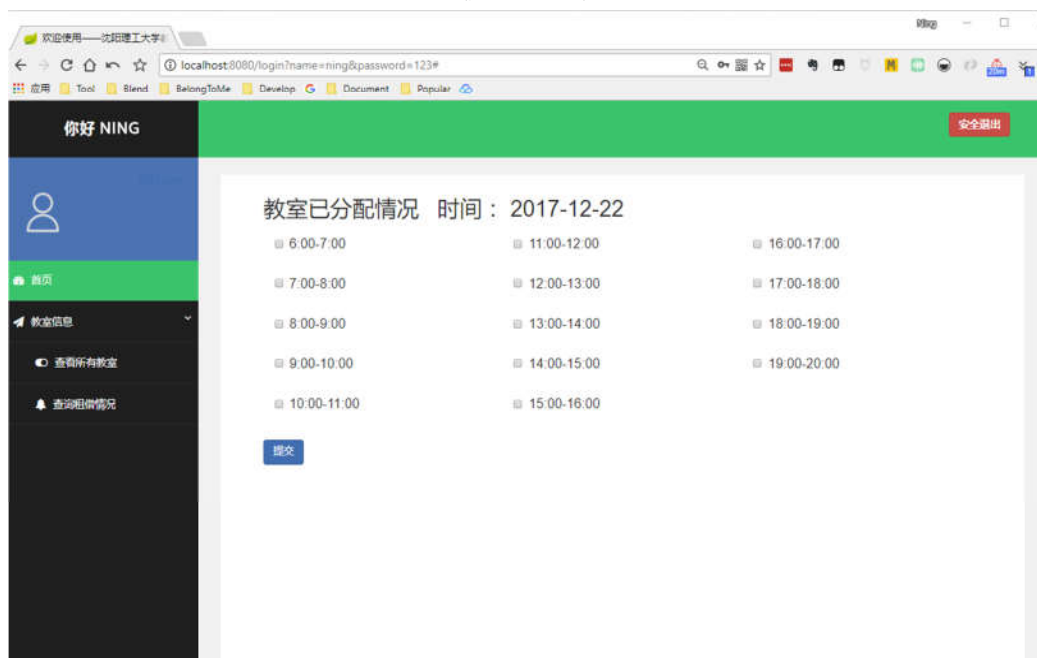 欢迎使用——沈阳理工大学
localhost:8080/login?name=ning&password=123#
应用 Tool Blend BelongToMe Develop Document Popular
你好 NING
安全退出
教室已分配情况 时间： 2017-12-22
6:00-7:00 11:00-12:00 16:00-17:00
首页
7:00-8:00 12:00-13:00 17:00-18:00
教室信息
8:00-9:00 13:00-14:00 18:00-19:00
查看所有教室
9:00-10:00 14:00-15:00 19:00-20:00
查询租借情况
10:00-11:00 15:00-16:00
提交